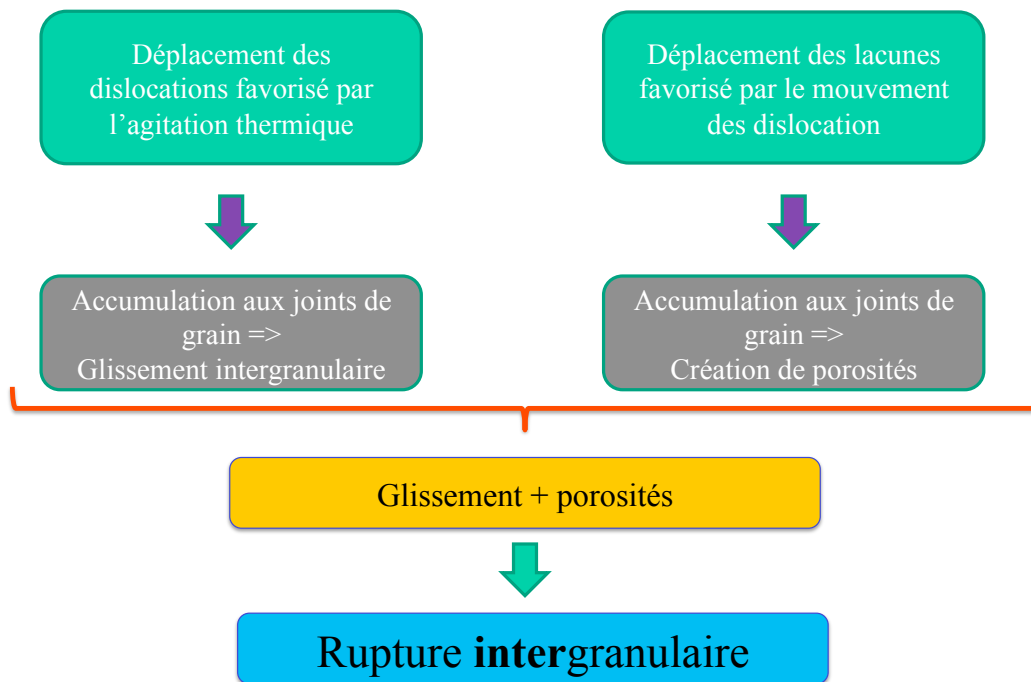 Déplacement des
dislocations favorisé par
l’agitation thermique
Déplacement des lacunes
favorisé par le mouvement
des dislocation
Accumulation aux joints de
grain =>
Glissement intergranulaire
Accumulation aux joints de
grain =>
Création de porosités
Glissement + porosités
Rupture intergranulaire